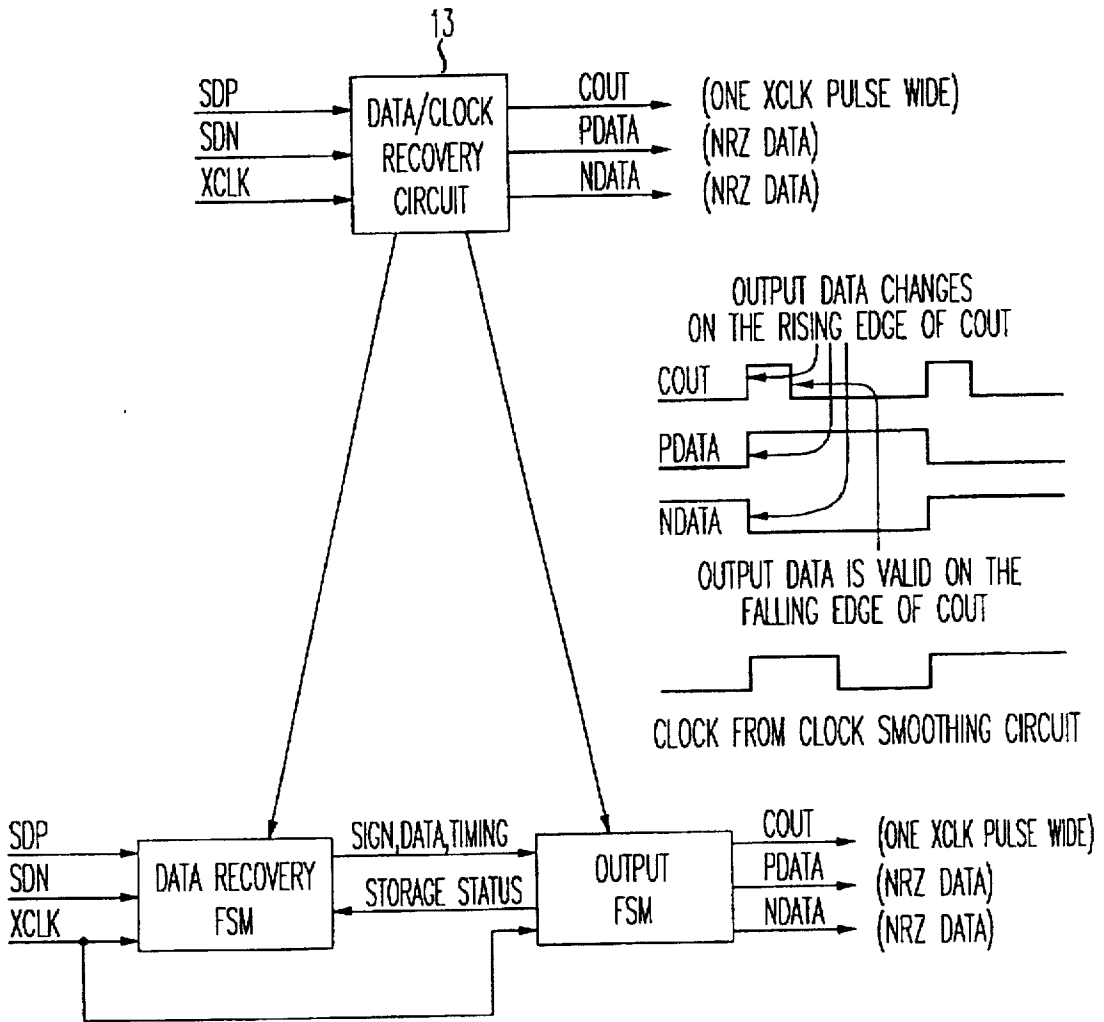 13
SDP
SDN
XCLK
DATA/CLOCK
RECOVERY
CIRCUIT
COUT
PDATA
NDATA
(ONE XCLK PULSE WIDE)
(NRZ DATA)
(NRZ DATA)
OUTPUT DATA CHANGES
ON THE RISING EDGE OF COUT
COUT
PDATA
NDATA
OUTPUT DATA IS VALID ON THE
FALLING EDGE OF COUT
CLOCK FROM CLOCK SMOOTHING CIRCUIT
SDP
SDN
XCLK
DATA RECOVERY
FSM
SIGN,DATA,TIMING
STORAGE STATUS
OUTPUT
FSM
COUT
PDATA
NDATA
(ONE XCLK PULSE WIDE)
(NRZ DATA)
(NRZ DATA)